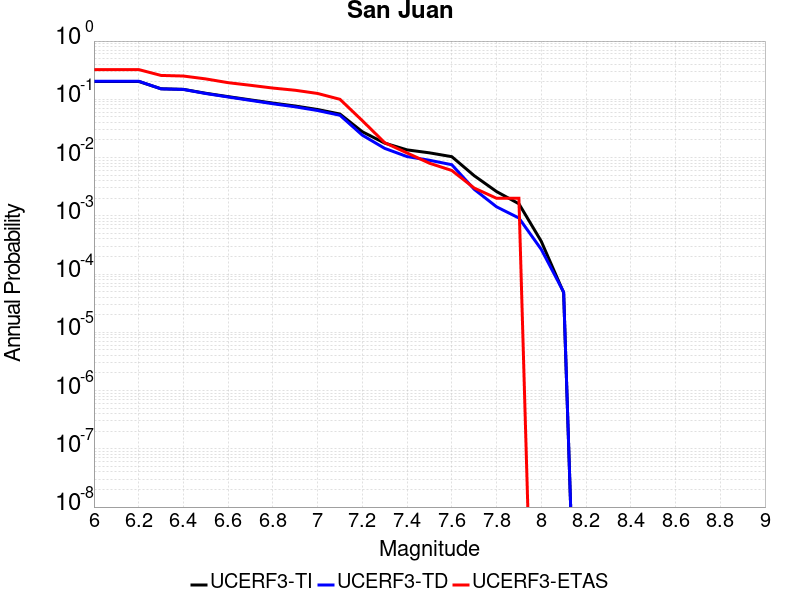 San Juan
10^0
10^-1
10^-2
10^-3
10^-4
10^-5
10^-6
10^-7
10^-8
Annual Probability
6 6.2 6.4 6.6 6.8 7 7.2 7.4 7.6 7.8 8 8.2 8.4 8.6 8.8 9
Magnitude
UCERF3-TI UCERF3-TD UCERF3-ETAS